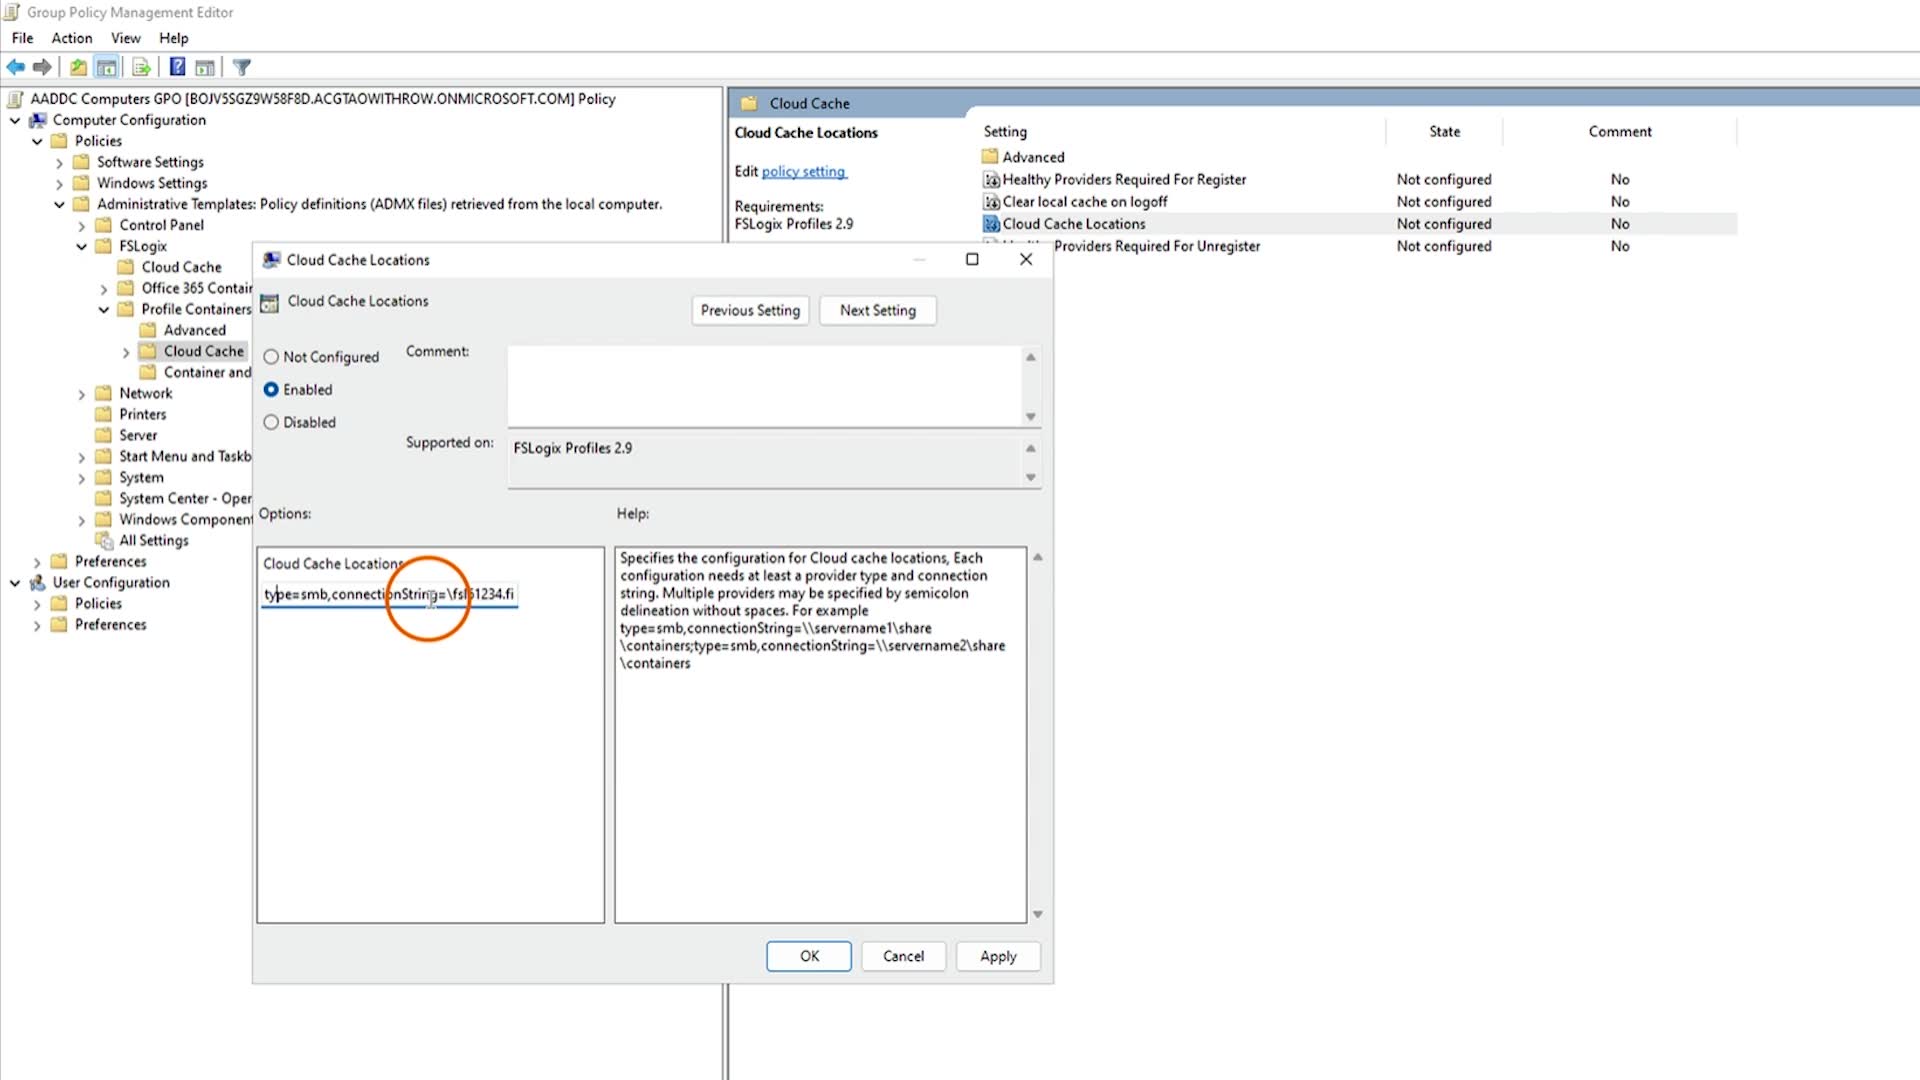 Group Policy Management Editor
File Action View Help
AADDC Computers GPO [BOJV5SGZ9W58F8D.ACGTAOWITHROW.ONMICROSOFT.COM] Policy
Computer Configuration
Policies
Software Settings
Windows Settings
Administrative Templates: Policy definitions (ADMX files) retrieved from the local computer.
Control Panel
FSLogix
Cloud Cache
Office 365 Contain
Profile Containers
Advanced
Cloud Cache
Container and
Network
Printers
Server
Start Menu and Taskb
System
System Center - Oper
Windows Component
All Settings
Preferences
User Configuration
Policies
Preferences
Cloud Cache
Cloud Cache Locations
Edit policy setting
Requirements:
FSLogix Profiles 2.9
Setting State Comment
Advanced
Healthy Providers Required For Register Not configured No
Clear local cache on logoff Not configured No
Cloud Cache Locations Not configured No
Providers Required For Unregister Not configured No
Cloud Cache Locations
Cloud Cache Locations
Previous Setting Next Setting
Not Configured
Enabled
Disabled
Comment:
Supported on:
FSLogix Profiles 2.9
Options:
Help:
Cloud Cache Locations
type=smb,connectionString=\
Specifies the configuration for Cloud cache locations, Each
configuration needs at least a provider type and connection
string. Multiple providers may be specified by semicolon
delineation without spaces. For example
type=smb,connectionString=\\servername1\share
\containers;type=smb,connectionString=\\servername2\share
\containers
OK Cancel Apply